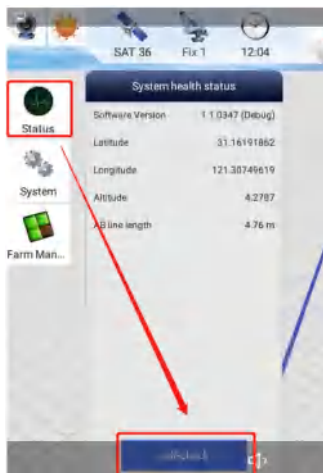 SAT 36 Fix 1 12:04
System health status
Status
Software Version 1.1.0347 (Debug)
Latitude 31.16191862
Longitude 121.30749619
System
Altitude 4.2787
AB line length 4.76 m
Farm Man...